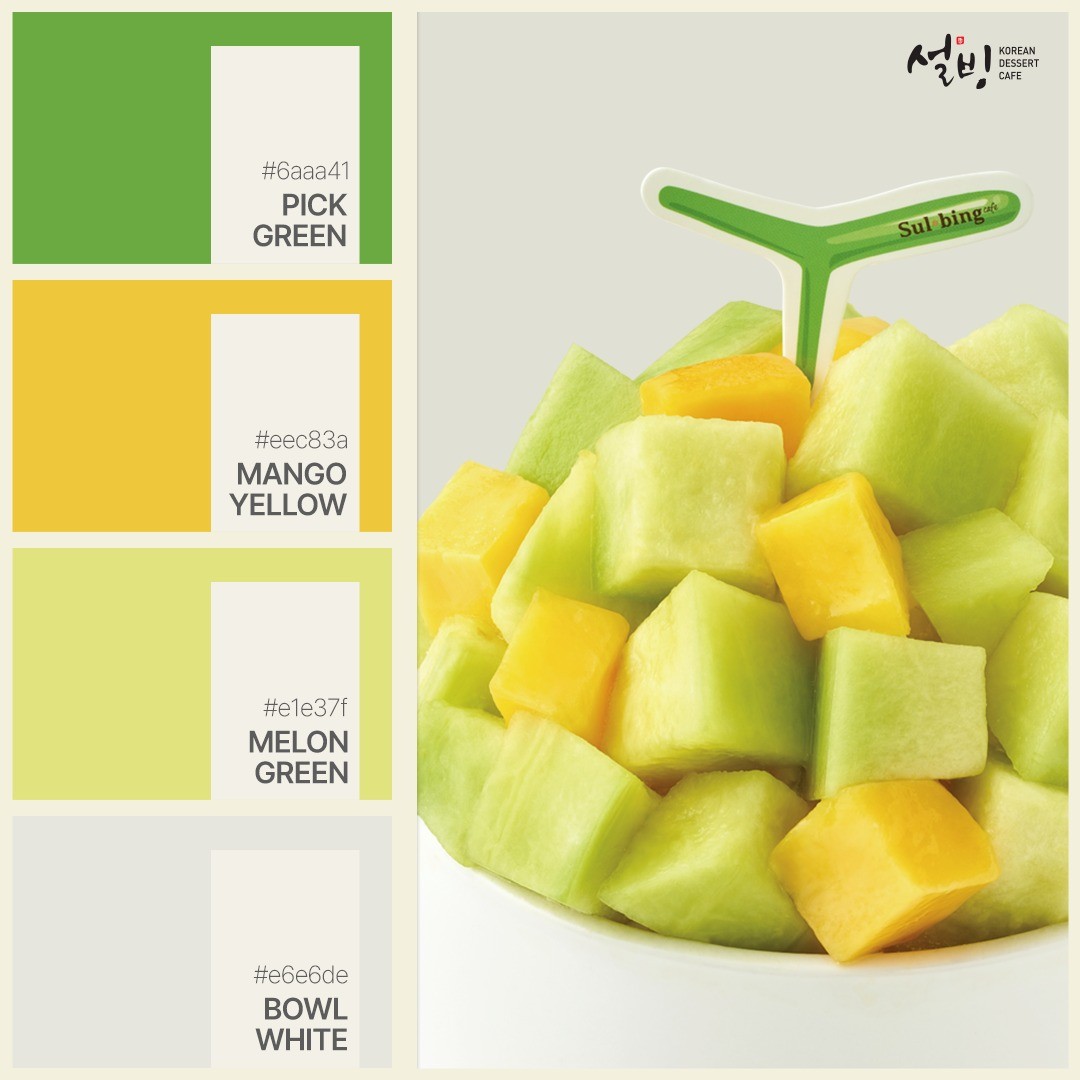 #6aaa41
PICK
GREEN
#eec83a
MANGO
YELLOW
#e1e37f
MELON
GREEN
#e6e6de
BOWL
WHITE
설빙
KOREAN
DESSERT
CAFE
Sul bing cafe